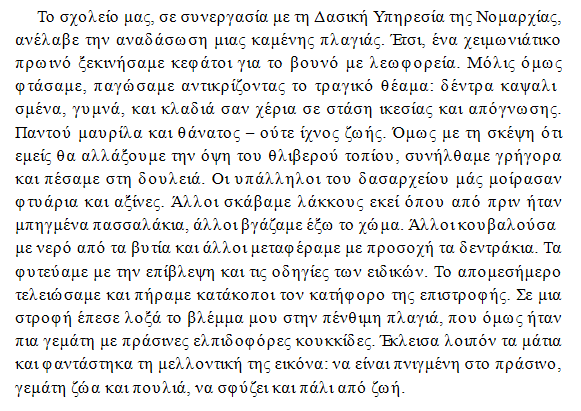 Το σχολείο μας, σε συνεργασία με τη Δασική Υπηρεσία της Νομαρχίας,
ανέλαβε την αναδάσωση μιας καμένης πλαγιάς. Έτσι, ένα χειμωνιάτικο
πρωινό ξεκινήσαμε κεφάτοι για το βουνό με λεωφορεία. Μόλις όμως
φτάσαμε, παγώσαμε αντικρίζοντας το τραγικό θέαμα: δέντρα καψαλι
σμένα, γυμνά, και κλαδιά σαν χέρια σε στάση ικεσίας και απόγνωσης.
Παντού μαυρίλα και θάνατος – ούτε ίχνος ζωής. Όμως με τη σκέψη ότι
εμείς θα αλλάξουμε την όψη του θλιβερού τοπίου, συνήλθαμε γρήγορα
και πέσαμε στη δουλειά. Οι υπάλληλοι του δασαρχείου μάς μοίρασαν
φτυάρια και αξίνες. Άλλοι σκάβαμε λάκκους εκεί όπου από πριν ήταν
μπηγμένα πασσαλάκια, άλλοι βγάζαμε έξω το χώμα. Άλλοι κουβαλούσα
με νερό από τα βυτία και άλλοι μεταφέραμε με προσοχή τα δεντράκια. Τα
φυτεύαμε με την επίβλεψη και τις οδηγίες των ειδικών. Το απομεσήμερο
τελειώσαμε και πήραμε κατάκοποι τον κατήφορο της επιστροφής. Σε μια
στροφή έπεσε λοξά το βλέμμα μου στην πένθιμη πλαγιά, που όμως ήταν
πια γεμάτη με πράσινες ελπιδοφόρες κουκκίδες. Έκλεισα λοιπόν τα μάτια
και φαντάστηκα τη μελλοντική της εικόνα: να είναι πνιγμένη στο πράσινο,
γεμάτη ζώα και πουλιά, να σφύζει και πάλι από ζωή.